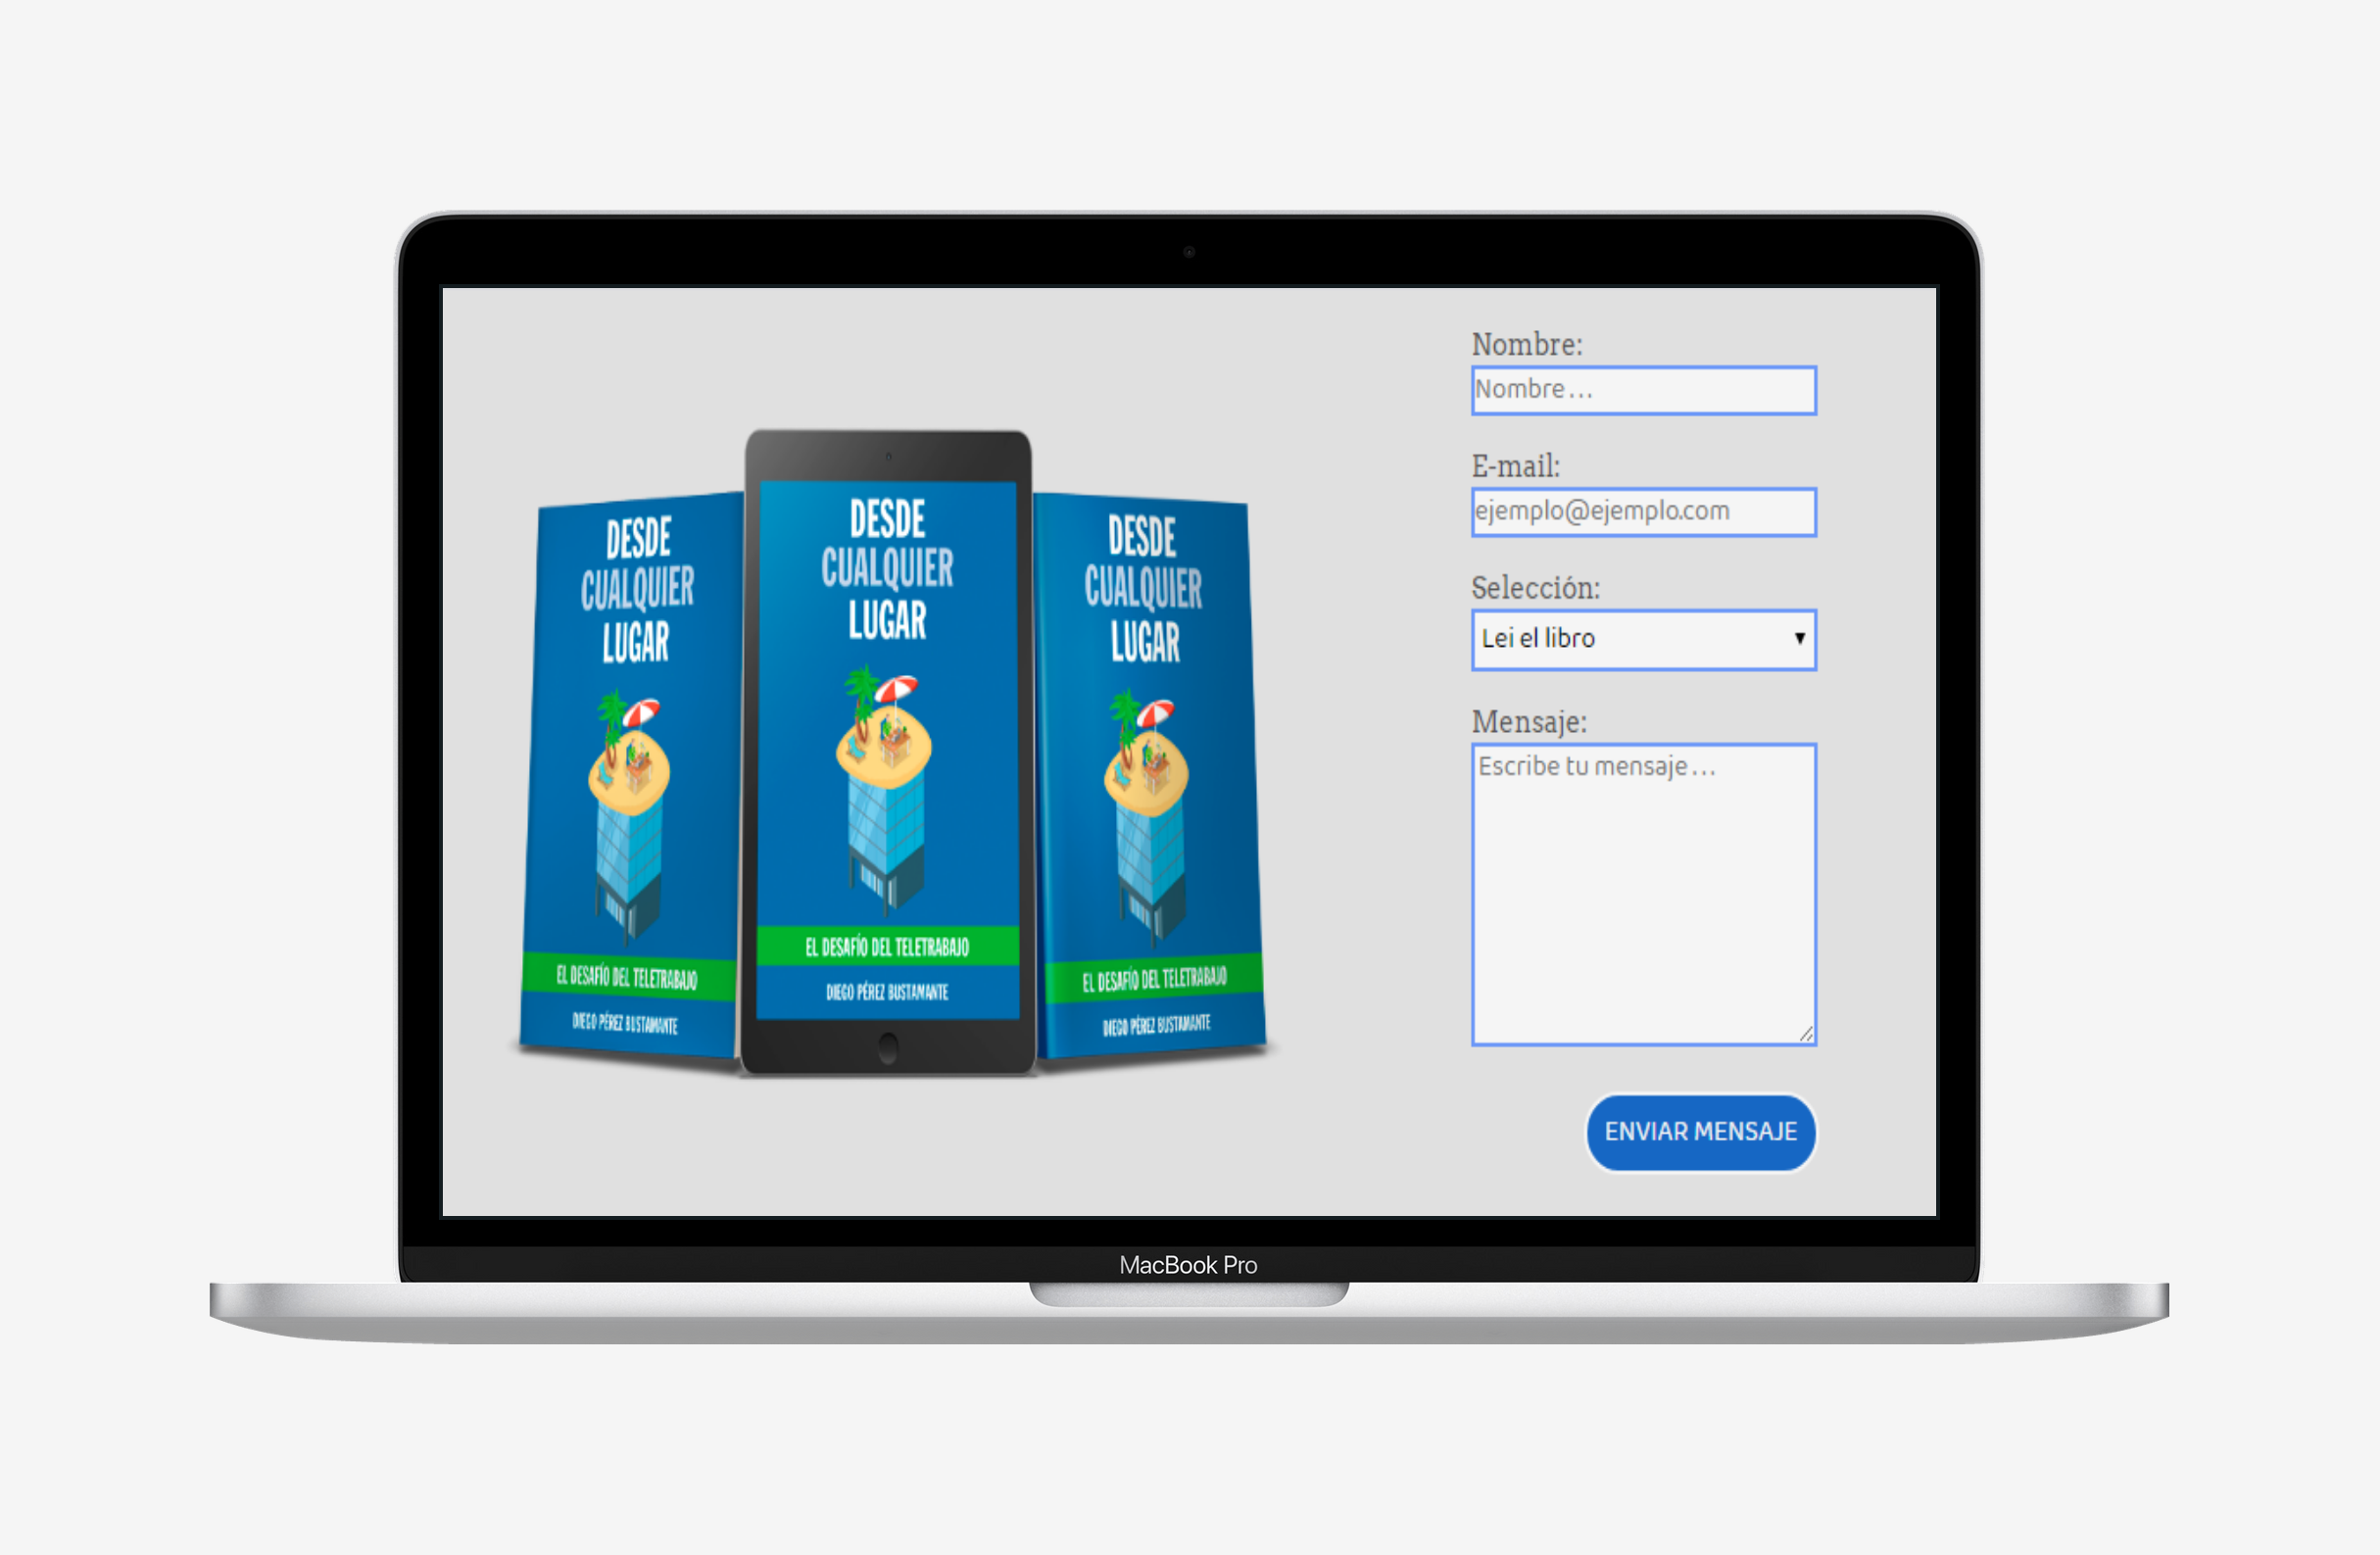 DESDE
CUALQUIER
LUGAR
EL DESAFÍO DEL TELETRABAJO
DIEGO PÉREZ BUSTAMANTE
DESDE
CUALQUIER
LUGAR
EL DESAFÍO DEL TELETRABAJO
DIEGO PÉREZ BUSTAMANTE
DESDE
CUALQUIER
LUGAR
EL DESAFÍO DEL TELETRABAJO
DIEGO PÉREZ BUSTAMANTE
Nombre:
Nombre...
E-mail:
ejemplo@ejemplo.com
Selección:
Lei el libro
Mensaje:
Escribe tu mensaje...
ENVIAR MENSAJE
MacBook Pro